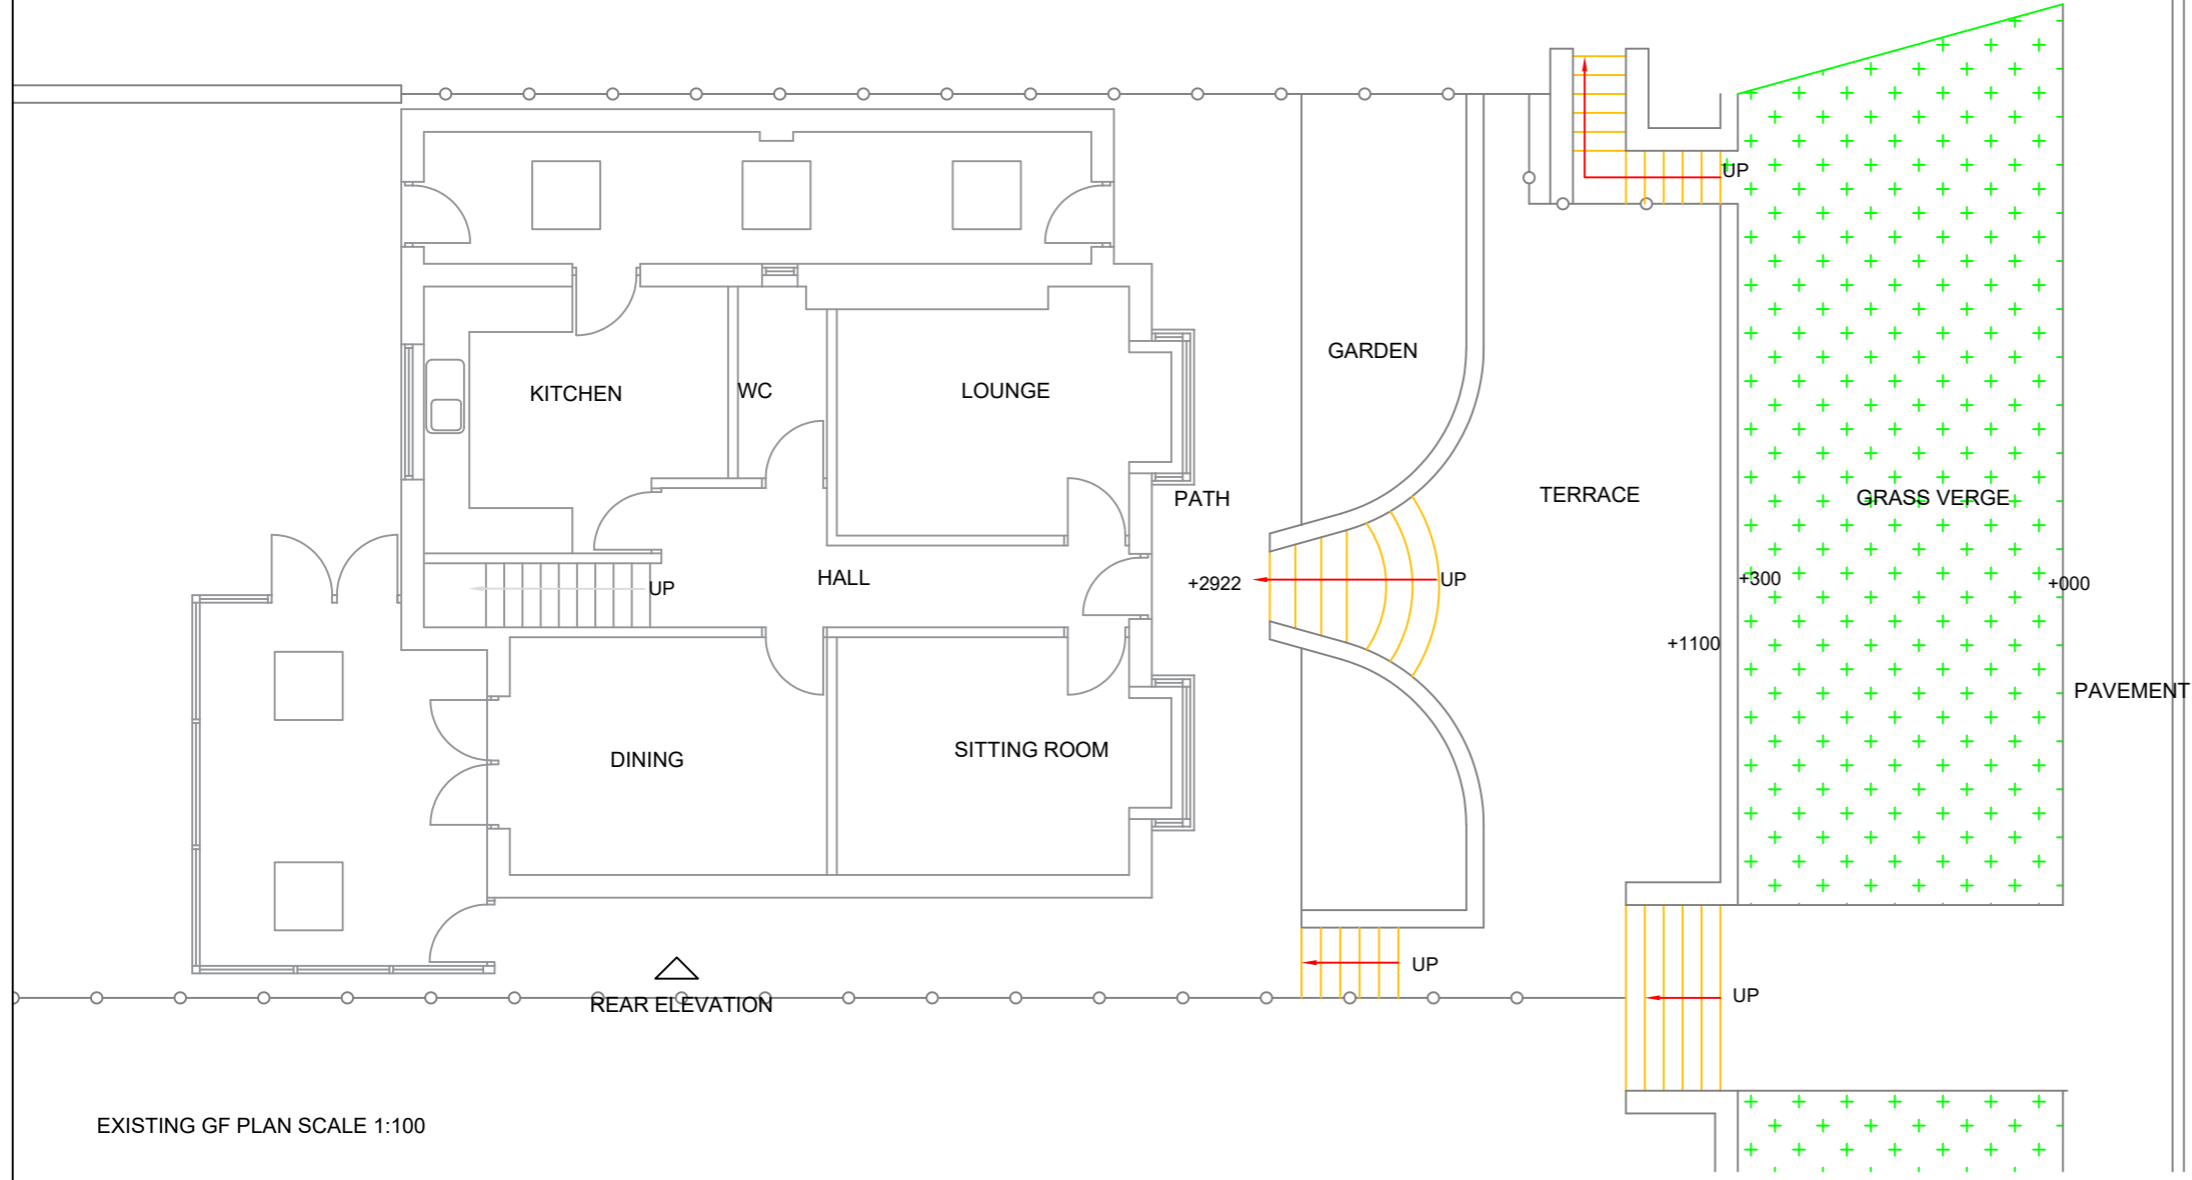 UP
GARDEN
KITCHEN
WC
LOUNGE
PATH
TERRACE
GRASS VERGE
HALL
UP
+2922
UP
+300
+000
+1100
PAVEMENT
DINING
SITTING ROOM
UP
UP
REAR ELEVATION
EXISTING GF PLAN SCALE 1:100